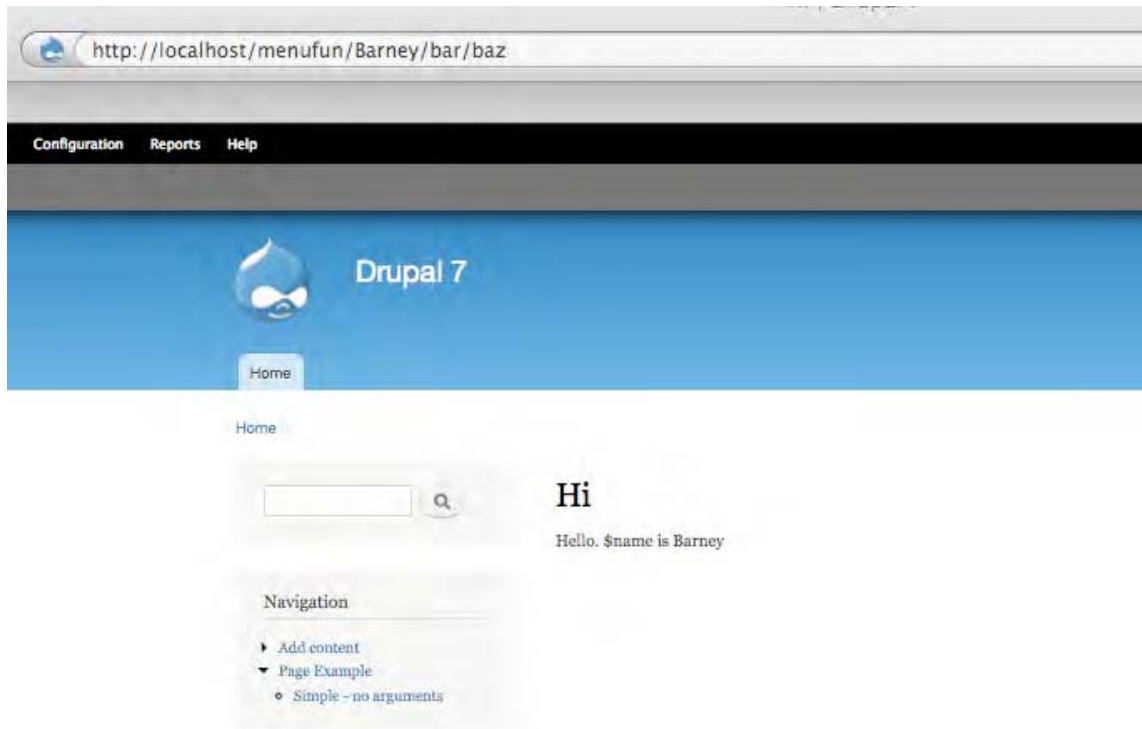 http://localhost/menufun/Barney/bar/baz
Configuration Reports Help
Drupal 7
Home
Home
Hi
Hello. $name is Barney
Navigation
Add content
Page Example
Simple - no arguments